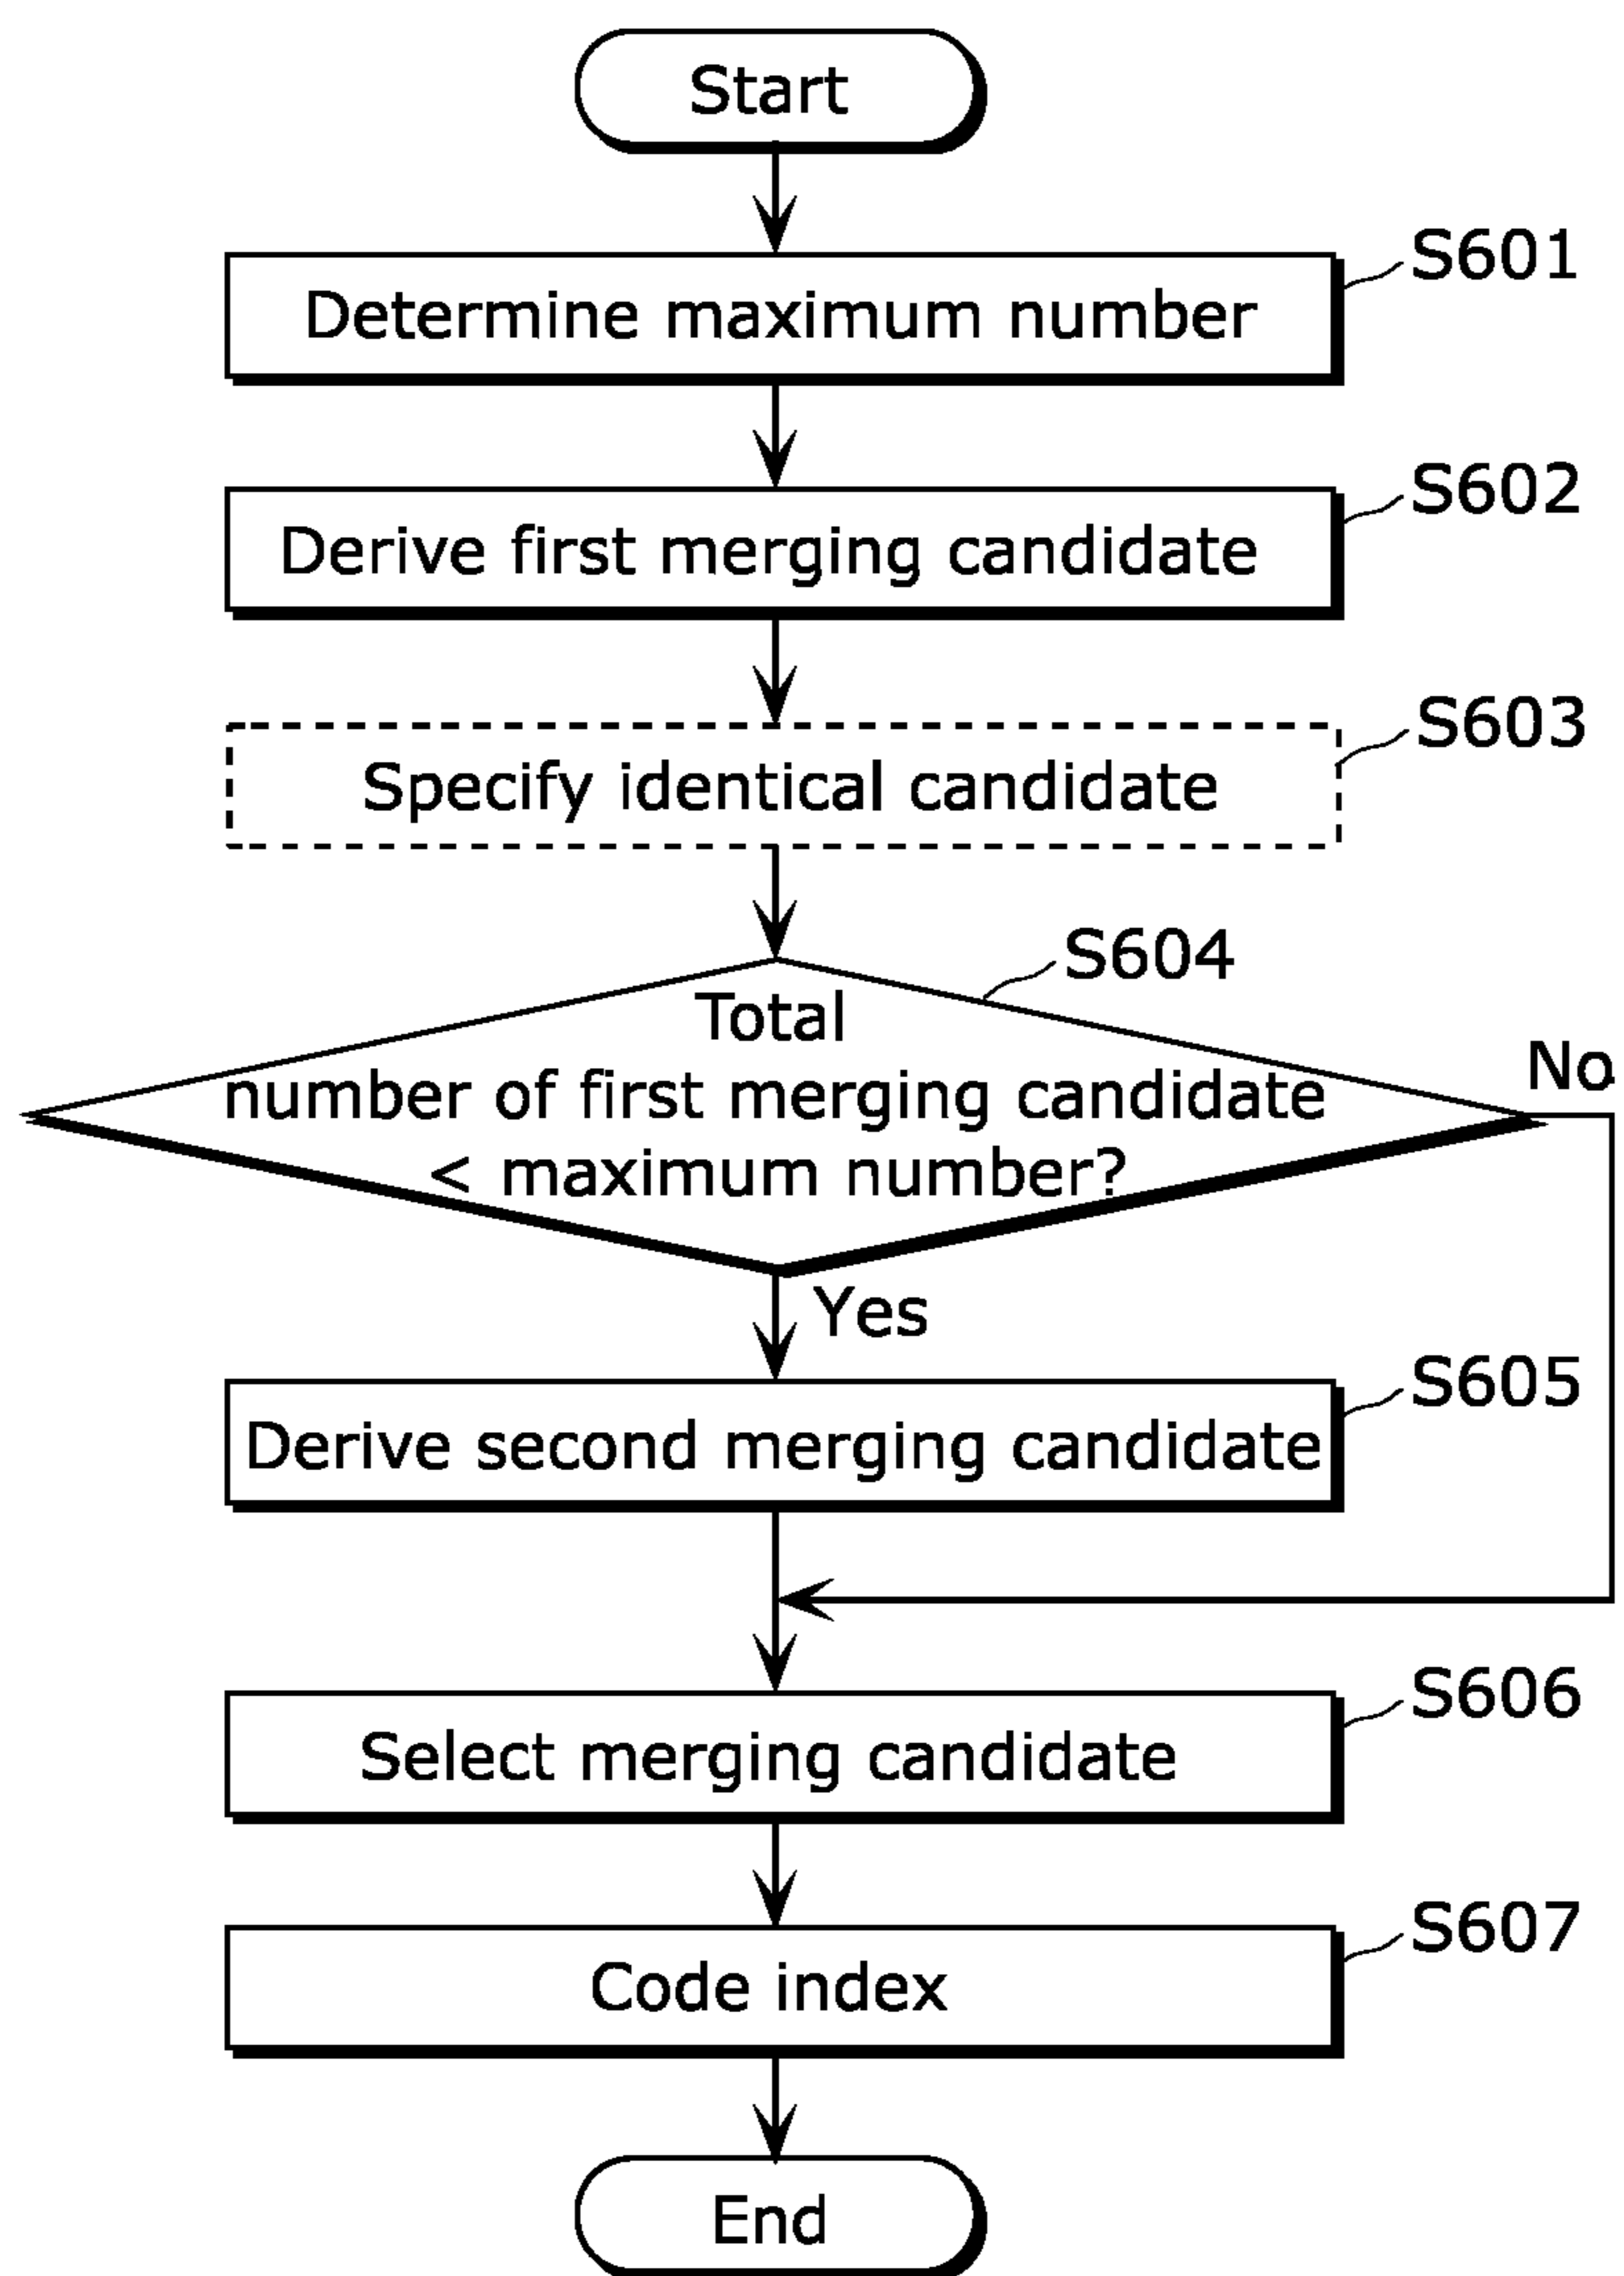 Start
S601
Determine maximum number
S602
Derive first merging candidate
S603
Specify identical candidate
S604
Total
number of first merging candidate
< maximum number?
No
Yes
S605
Derive second merging candidate
S606
Select merging candidate
S607
Code index
End